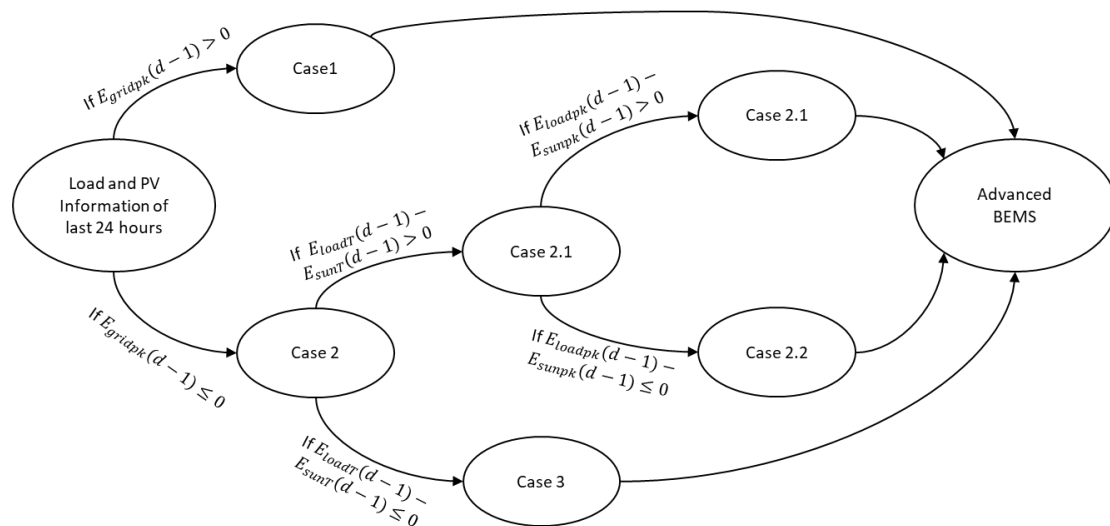 If E_gridpk(d − 1) > 0
Case1
If E_loadpk(d − 1) −
E_sunpk(d − 1) > 0
Case 2.1
Load and PV
Information of
last 24 hours
Advanced
BEMS
If E_loadT(d − 1) −
E_sunT(d − 1) > 0
Case 2.1
If E_gridpk(d − 1) ≤ 0
Case 2
If E_loadpk(d − 1) −
E_sunpk(d − 1) ≤ 0
Case 2.2
If E_loadT(d − 1) −
E_sunT(d − 1) ≤ 0
Case 3